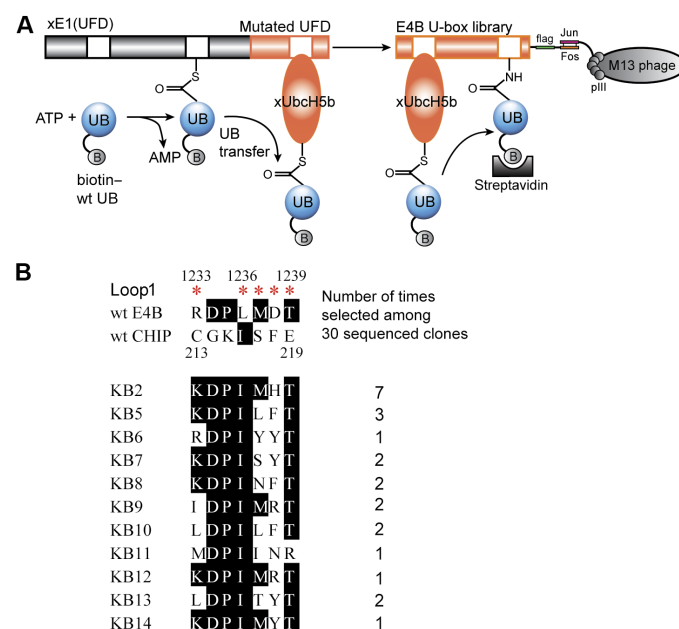 A
xE1(UFD)
Mutated UFD
E4B U-box library
flag
Jun
Fos
pIII
M13 phage
S
O
NH
O
xUbcH5b
xUbcH5b
ATP +
UB
UB
UB
B
B
B
AMP
UB
transfer
biotin–
wt UB
S
O
UB
B
S
O
UB
B
Streptavidin
B
1233 1236 1239
Loop1 * * * * *
wt E4B R D P L M D T
wt CHIP C G K I S F E
213 219
Number of times
selected among
30 sequenced clones
KB2 K D P I M H T 7
KB5 K D P I L F T 3
KB6 R D P I Y Y T 1
KB7 K D P I S Y T 2
KB8 K D P I N F T 2
KB9 I D P I M R T 2
KB10 L D P I L F T 2
KB11 M D P I I N R 1
KB12 K D P I M R T 1
KB13 L D P I T Y T 2
KB14 K D P I M Y T 1